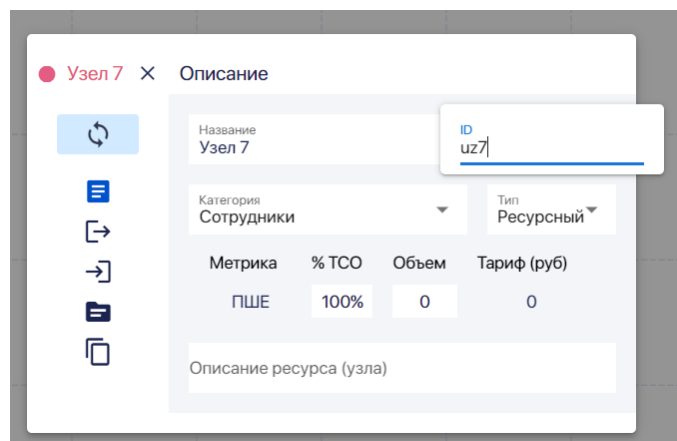 Узел 7
Описание
Название
Узел 7
ID
uz7
Категория
Сотрудники
Тип
Ресурсный
Метрика % TCO Объем Тариф (руб)
ПШЕ 100% 0 0
Описание ресурса (узла)